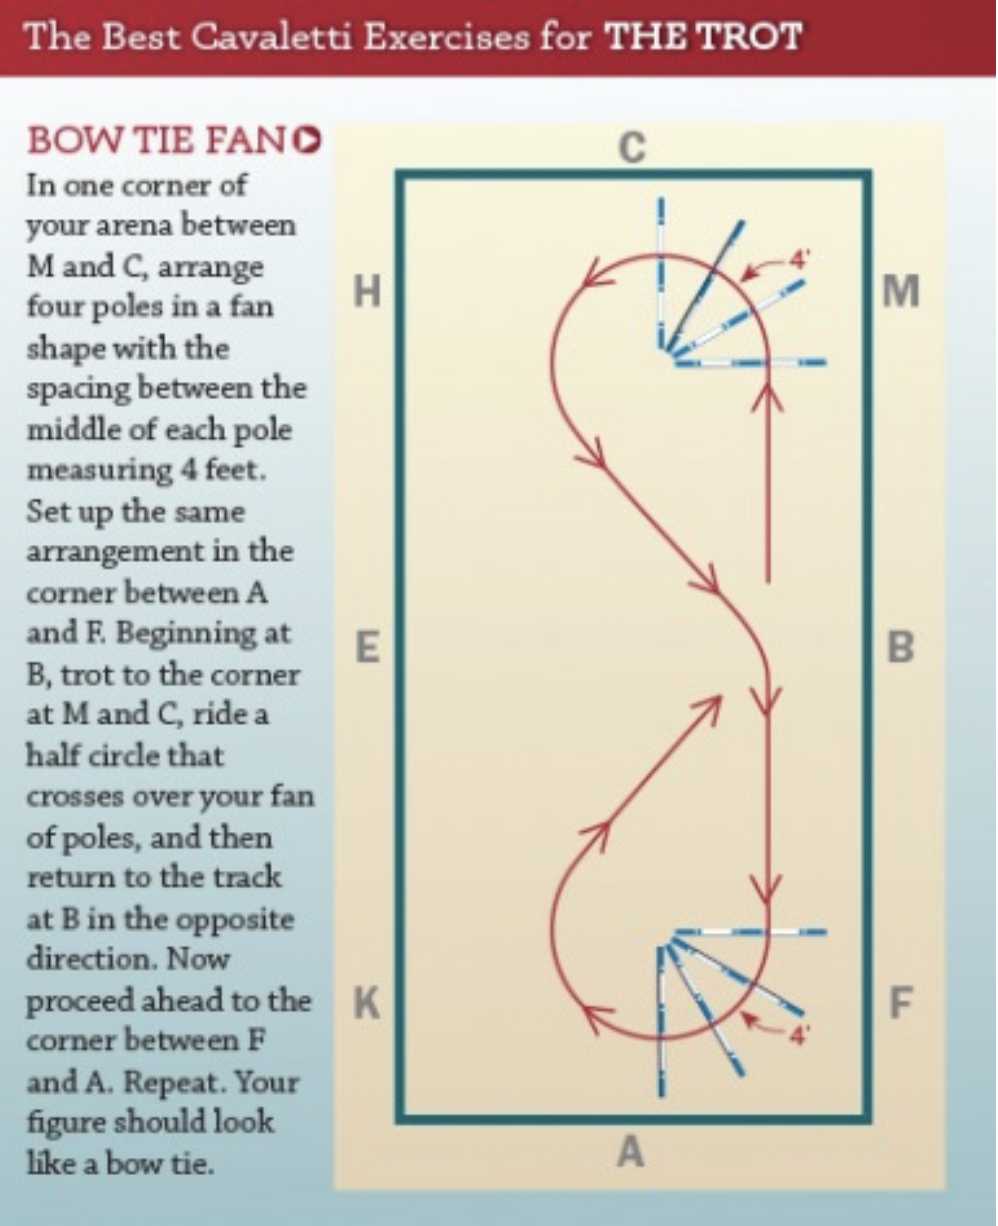 The Best Cavaletti Exercises for THE TROT
BOW TIE FAN
In one corner of
your arena between
M and C, arrange
four poles in a fan
shape with the
spacing between the
middle of each pole
measuring 4 feet.
Set up the same
arrangement in the
corner between A
and F. Beginning at
B, trot to the corner
at M and C, ride a
half circle that
crosses over your fan
of poles, and then
return to the track
at B in the opposite
direction. Now
proceed ahead to the
corner between F
and A. Repeat. Your
figure should look
like a bow tie.
C
4'
H
M
E
B
K
F
4'
A